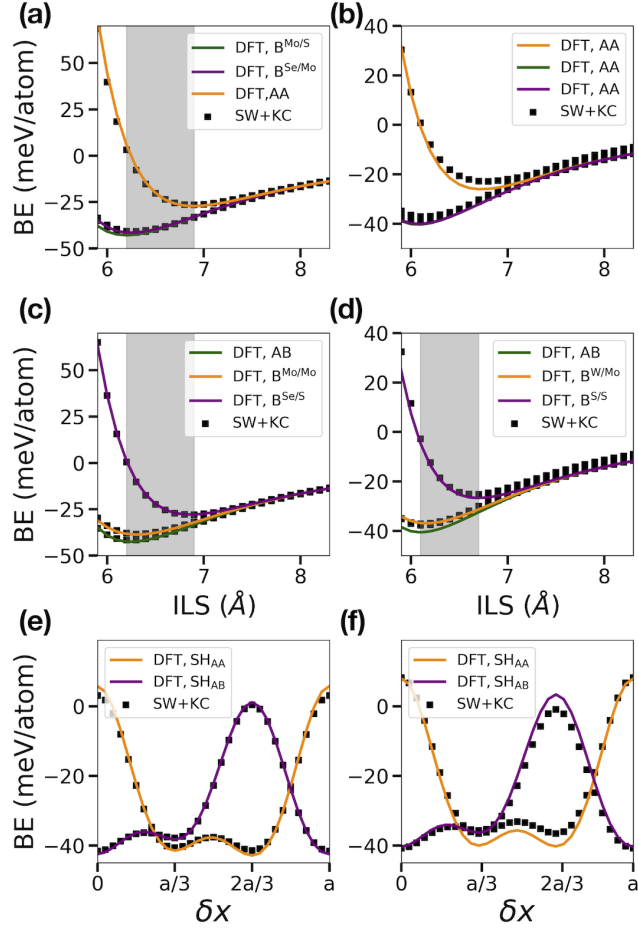 (a)
DFT, B^Mo/S
DFT, B^Se/Mo
DFT,AA
SW+KC
BE (meV/atom)
50
25
0
−25
−50
6
7
8
(b)
DFT, AA
DFT, AA
DFT, AA
SW+KC
40
20
0
−20
−40
6
7
8
(c)
DFT, AB
DFT, B^Mo/Mo
DFT, B^Se/S
SW+KC
BE (meV/atom)
50
25
0
−25
−50
6
7
8
ILS (Å)
(d)
DFT, AB
DFT, B^W/Mo
DFT, B^S/S
SW+KC
40
20
0
−20
−40
6
7
8
ILS (Å)
(e)
DFT, SH_AA
DFT, SH_AB
SW+KC
BE (meV/atom)
0
−20
−40
0
a/3
2a/3
a
δx
(f)
DFT, SH_AA
DFT, SH_AB
SW+KC
0
−20
−40
0
a/3
2a/3
a
δx